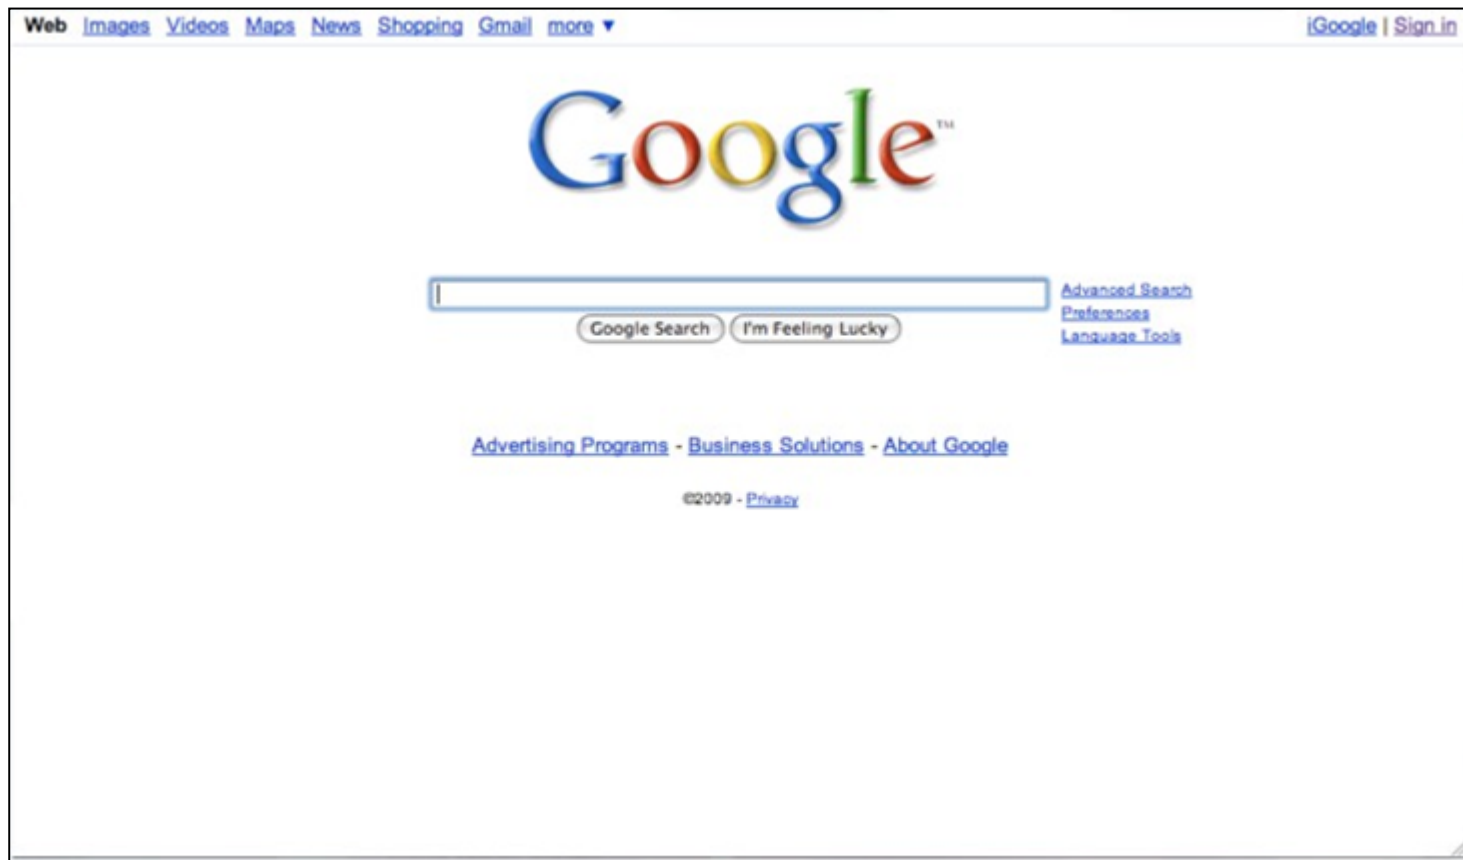 Web Images Videos Maps News Shopping Gmail more ▼ iGoogle | Sign in
Google™
Advanced Search
Google Search I'm Feeling Lucky Preferences
Language Tools
Advertising Programs - Business Solutions - About Google
©2009 - Privacy